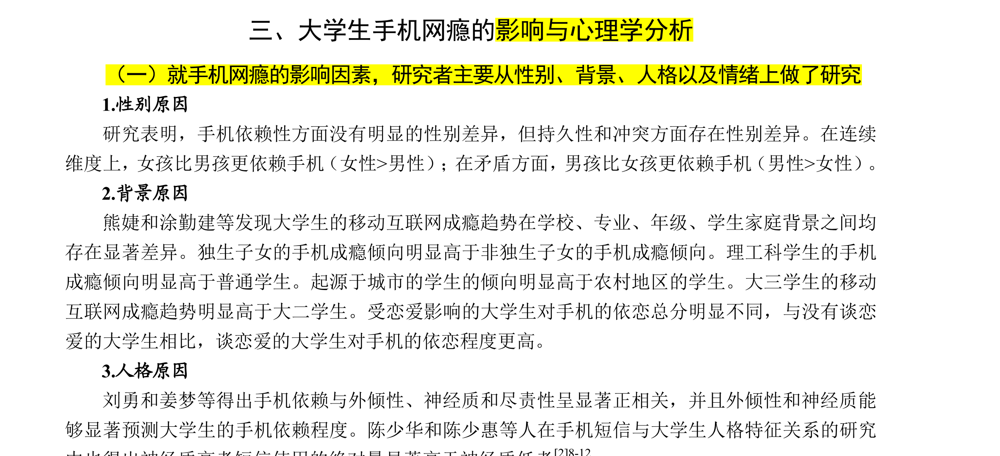 三、大学生手机网瘾的影响与心理学分析
（一）就手机网瘾的影响因素，研究者主要从性别、背景、人格以及情绪上做了研究
1.性别原因
研究表明，手机依赖性方面没有明显的性别差异，但持久性和冲突方面存在性别差异。在连续
维度上，女孩比男孩更依赖手机（女性>男性）；在矛盾方面，男孩比女孩更依赖手机（男性>女性）。
2.背景原因
熊婕和涂勤建等发现大学生的移动互联网成瘾趋势在学校、专业、年级、学生家庭背景之间均
存在显著差异。独生子女的手机成瘾倾向明显高于非独生子女的手机成瘾倾向。理工科学生的手机
成瘾倾向明显高于普通学生。起源于城市的学生的倾向明显高于农村地区的学生。大三学生的移动
互联网成瘾趋势明显高于大二学生。受恋爱影响的大学生对手机的依恋总分明显不同，与没有谈恋
爱的大学生相比，谈恋爱的大学生对手机的依恋程度更高。
3.人格原因
刘勇和姜梦等得出手机依赖与外倾性、神经质和尽责性呈显著正相关，并且外倾性和神经质能
够显著预测大学生的手机依赖程度。陈少华和陈少惠等人在手机短信与大学生人格特征关系的研究
中也得出神经质高者短信使用的绝对量显著高于神经质低者[2]8-12